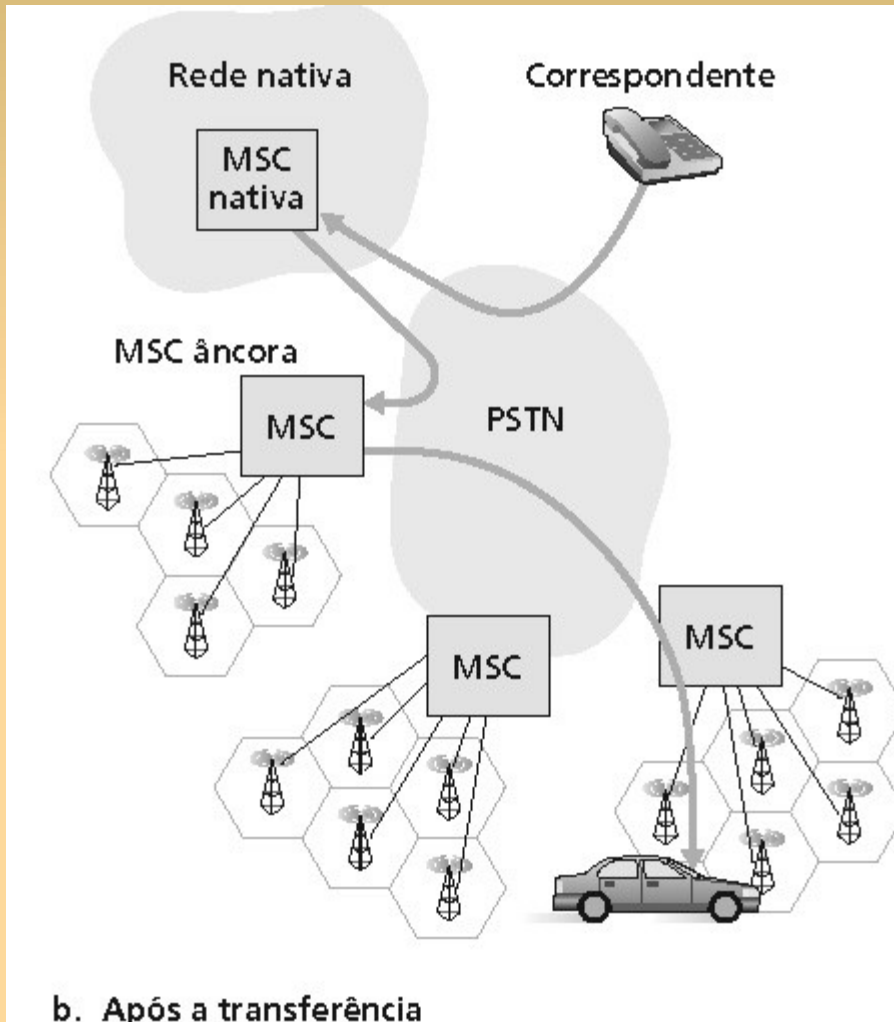 Rede nativa
Correspondente
MSC
nativa
MSC âncora
MSC
PSTN
MSC
MSC
b. Após a transferência